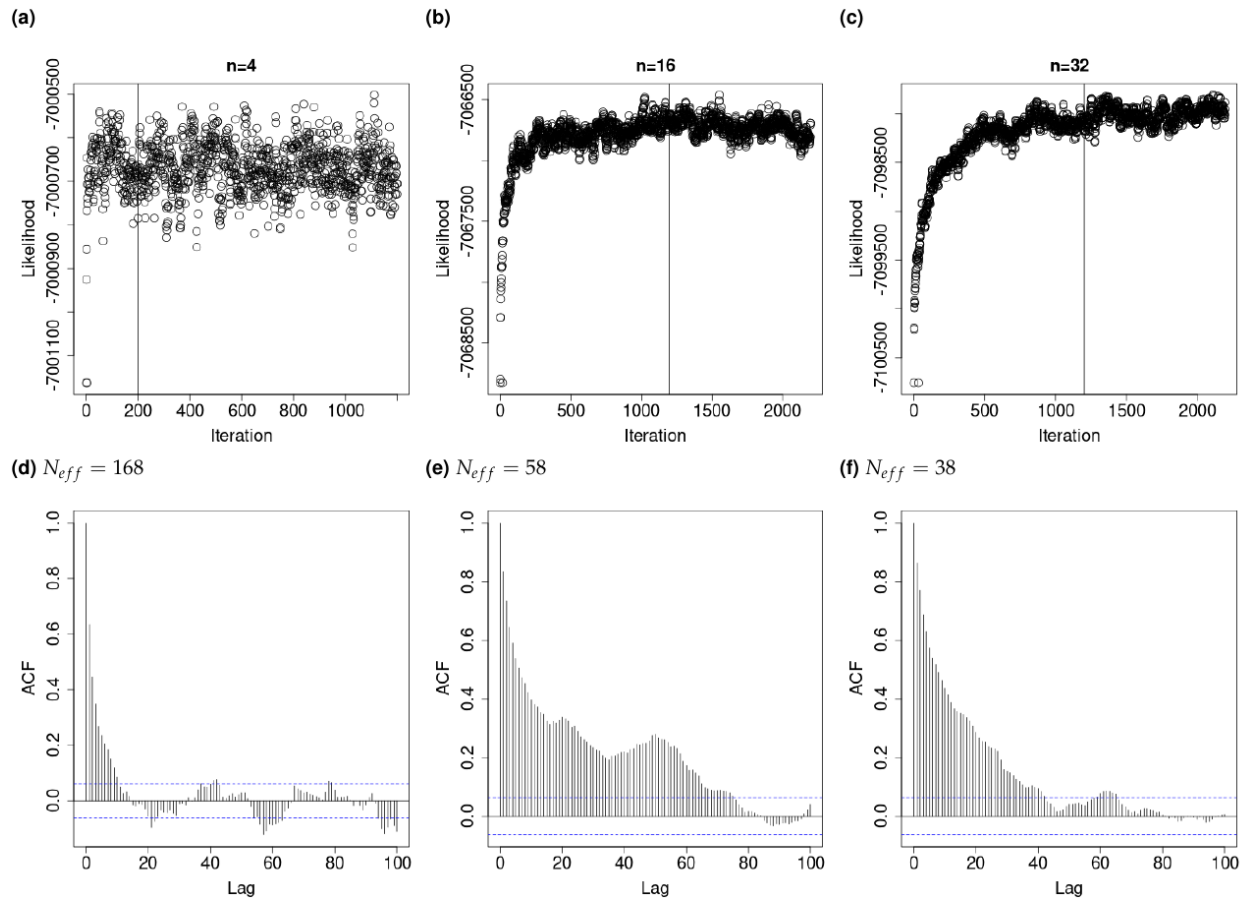 (a)
n=4
-7000500
-7000700
-7000900
-7001100
Likelihood
0 200 400 600 800 1000
Iteration
(b)
n=16
-7066500
-7067500
-7068500
Likelihood
0 500 1000 1500 2000
Iteration
(c)
n=32
-7098500
-7099500
-7100500
Likelihood
0 500 1000 1500 2000
Iteration
(d) N_eff = 168
1.0
0.8
0.6
0.4
0.2
0.0
ACF
0 20 40 60 80 100
Lag
(e) N_eff = 58
1.0
0.8
0.6
0.4
0.2
0.0
ACF
0 20 40 60 80 100
Lag
(f) N_eff = 38
1.0
0.8
0.6
0.4
0.2
0.0
ACF
0 20 40 60 80 100
Lag